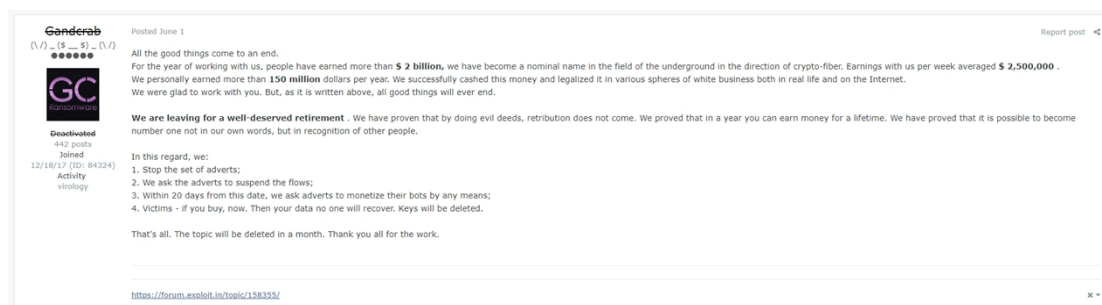 Gandcrab
(\/) _ ($ __ $) _ (\/)
GC
Ransomware
Deactivated
442 posts
Joined
12/18/17 (ID: 84324)
Activity
virology
Posted June 1
Report post
All the good things come to an end.
For the year of working with us, people have earned more than $ 2 billion, we have become a nominal name in the field of the underground in the direction of crypto-fiber. Earnings with us per week averaged $ 2,500,000 .
We personally earned more than 150 million dollars per year. We successfully cashed this money and legalized it in various spheres of white business both in real life and on the Internet.
We were glad to work with you. But, as it is written above, all good things will ever end.
We are leaving for a well-deserved retirement . We have proven that by doing evil deeds, retribution does not come. We proved that in a year you can earn money for a lifetime. We have proved that it is possible to become
number one not in our own words, but in recognition of other people.
In this regard, we:
1. Stop the set of adverts;
2. We ask the adverts to suspend the flows;
3. Within 20 days from this date, we ask adverts to monetize their bots by any means;
4. Victims - if you buy, now. Then your data no one will recover. Keys will be deleted.
That's all. The topic will be deleted in a month. Thank you all for the work.
https://forum.exploit.in/topic/158355/